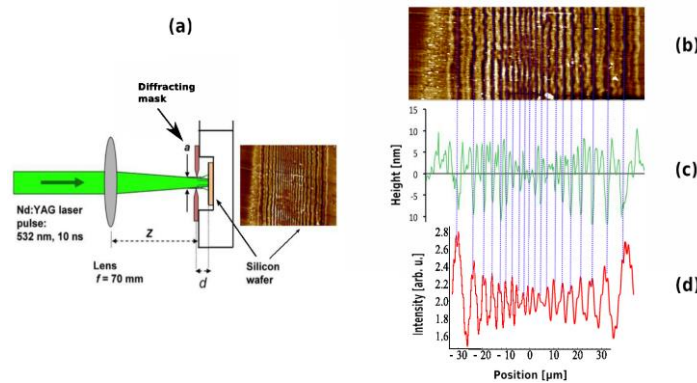 (a)
Diffracting
mask
a
Nd:YAG laser
pulse:
532 nm, 10 ns
z
Lens
f = 70 mm
d
Silicon
wafer
(b)
15
10
5
0
5
10
Height [nm]
(c)
2.8
2.4
2.2
2.0
1.8
1.6
Intensity [arb. u.]
(d)
- 30 - 20 - 10 0 10 20 30
Position [µm]